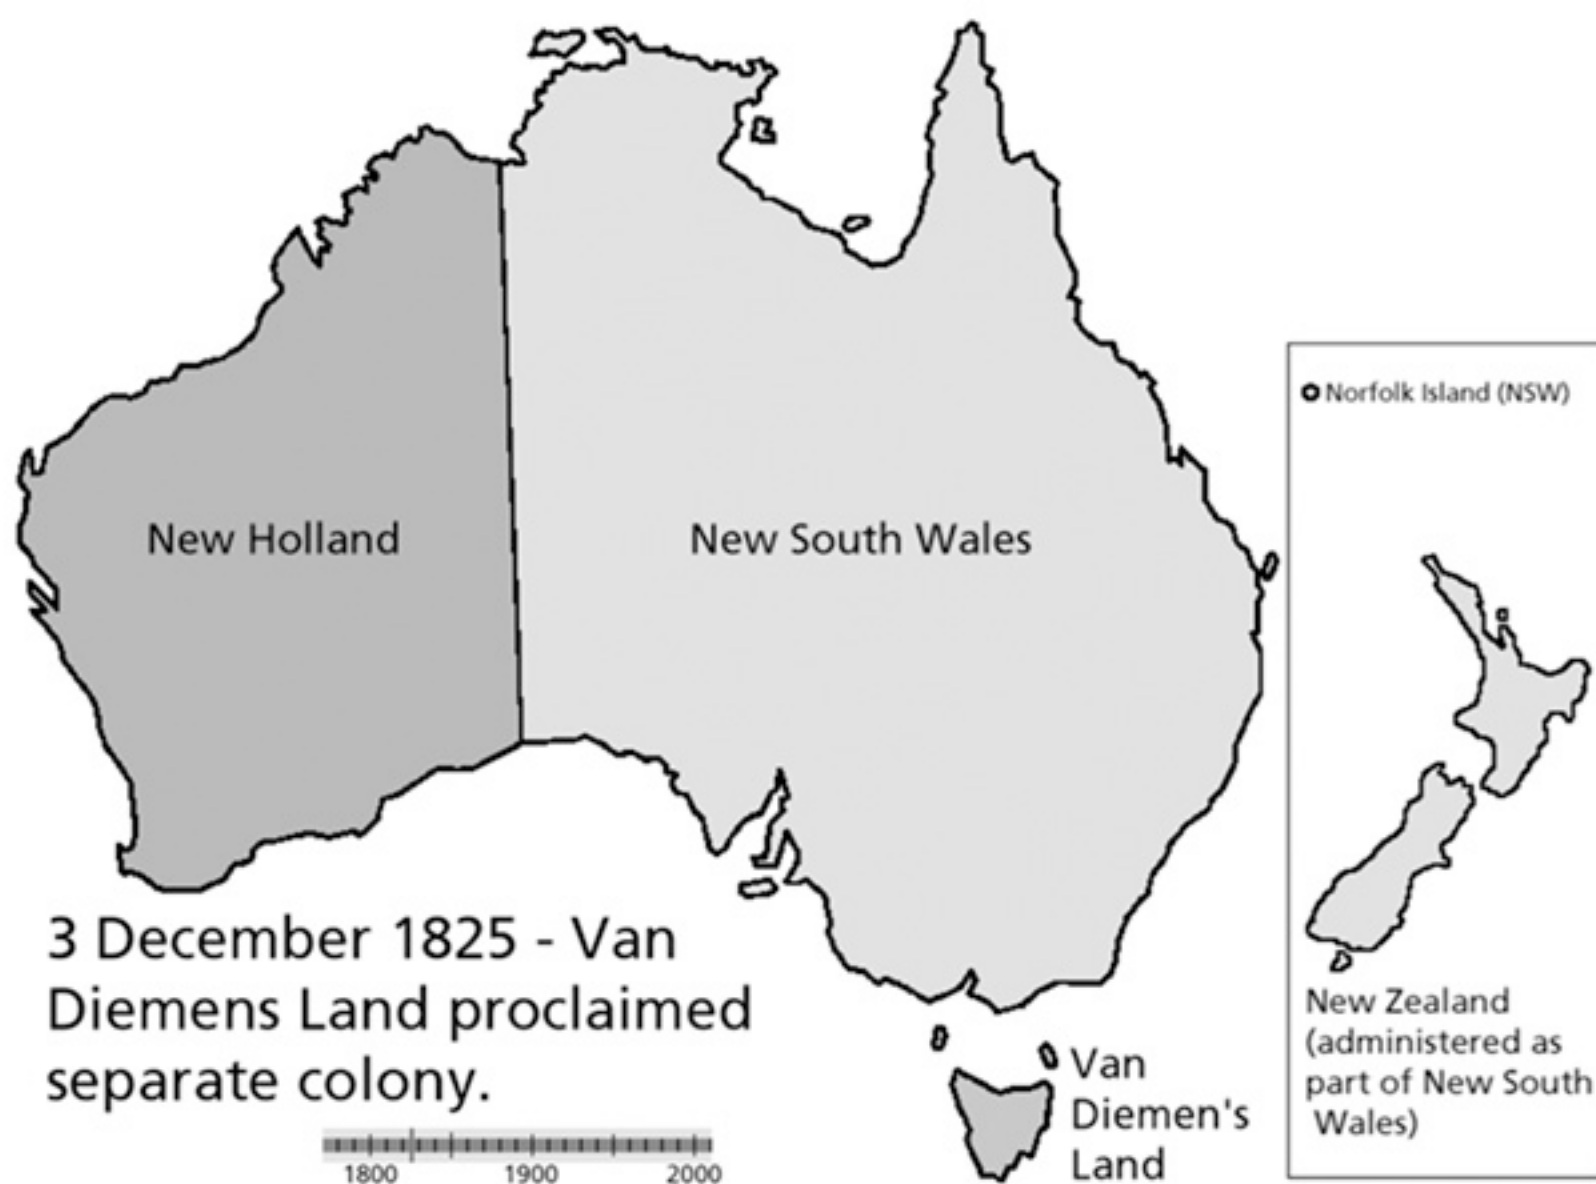 New Holland
New South Wales
Norfolk Island (NSW)
3 December 1825 - Van
Diemens Land proclaimed
separate colony.
1800 1900 2000
Van
Diemen's
Land
New Zealand
(administered as
part of New South
Wales)